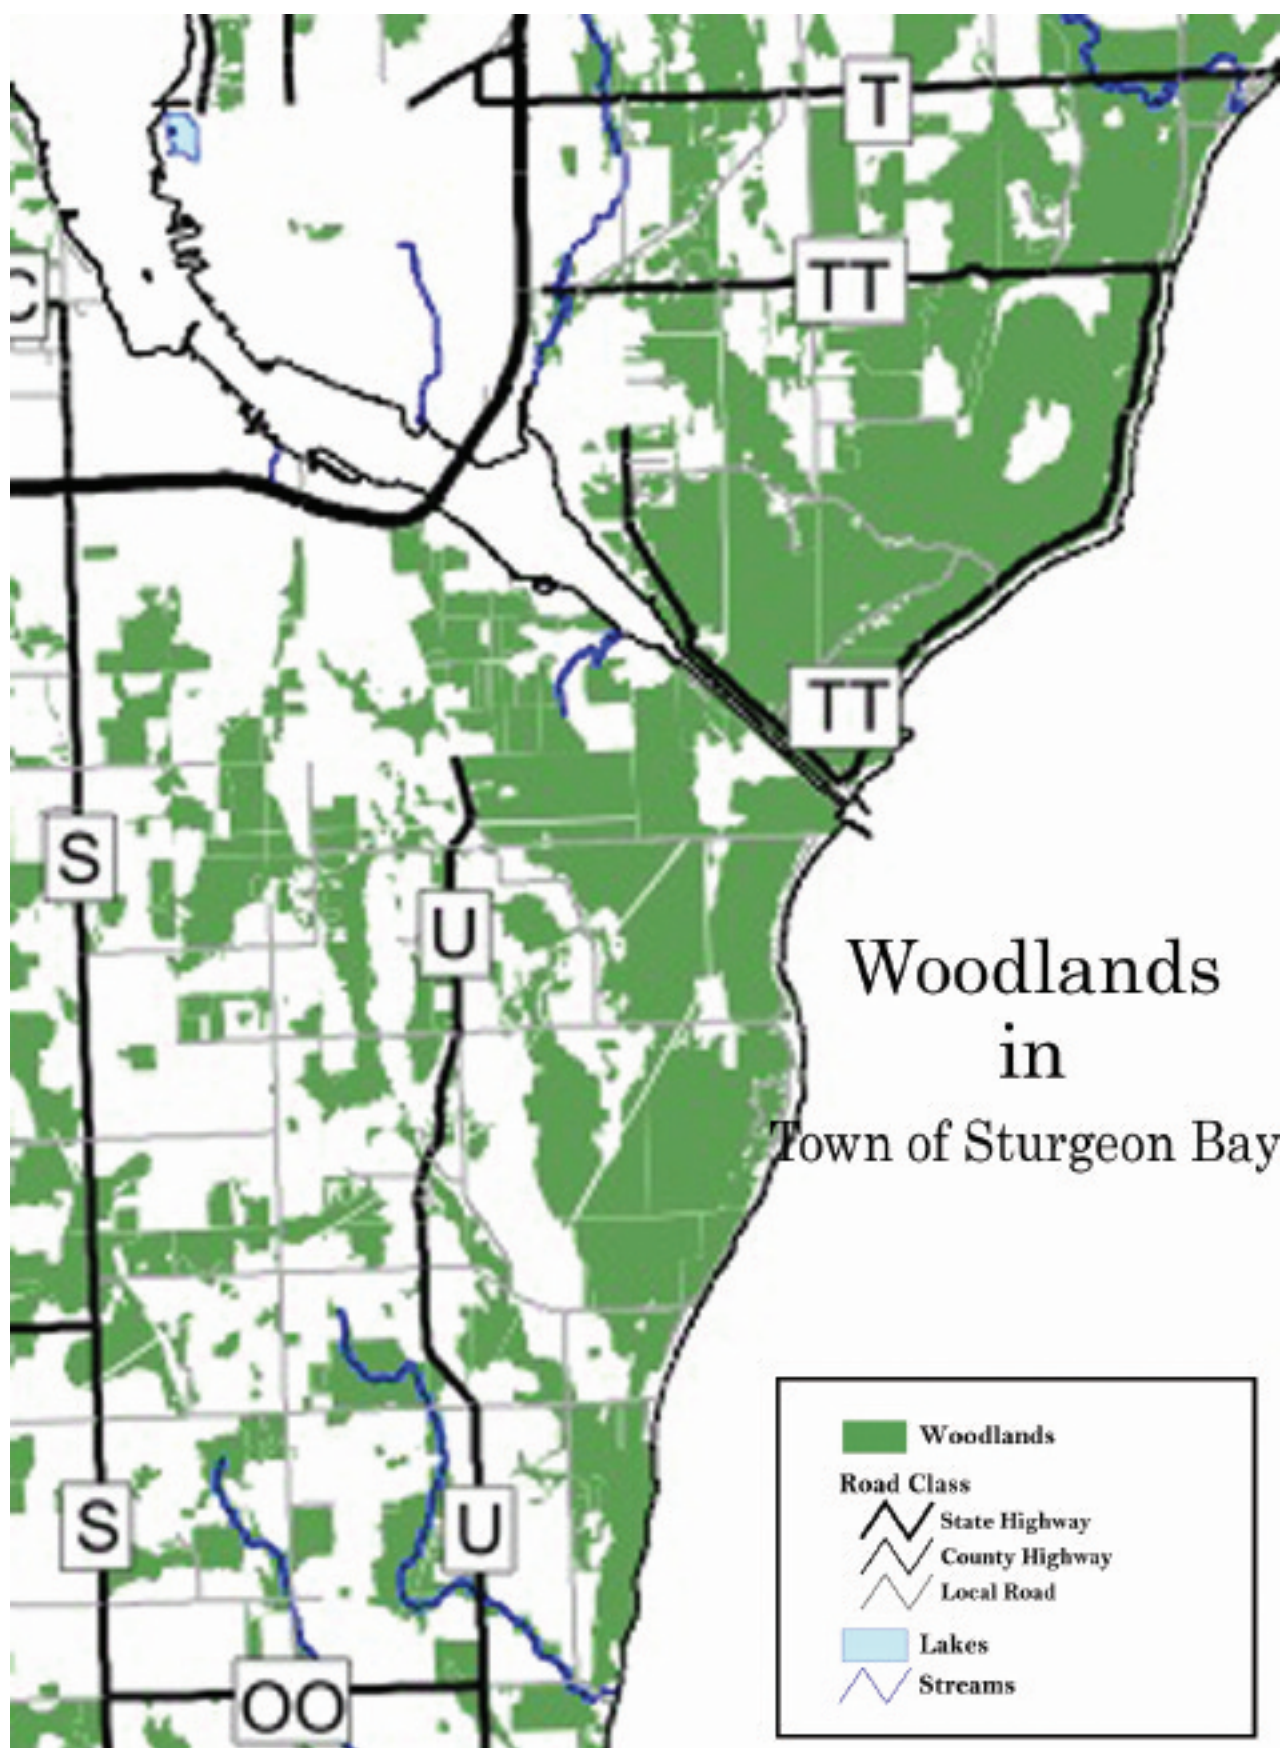 T
TT
C
TT
S
U
Woodlands
in
Town of Sturgeon Bay
Woodlands
Road Class
State Highway
County Highway
Local Road
Lakes
Streams
S
U
OO